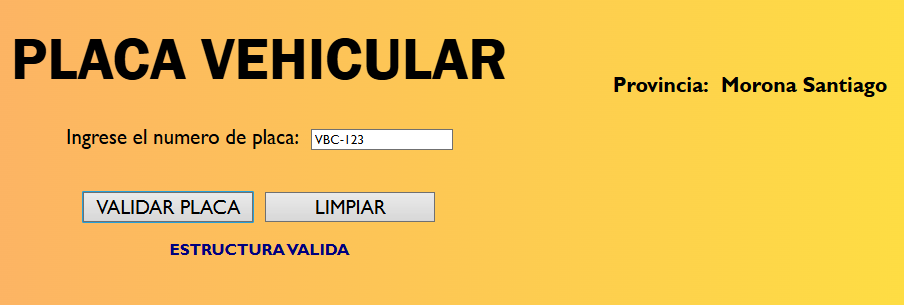 PLACA VEHICULAR
Provincia: Morona Santiago
Ingrese el numero de placa: VBC-123
VALIDAR PLACA LIMPIAR
ESTRUCTURA VALIDA